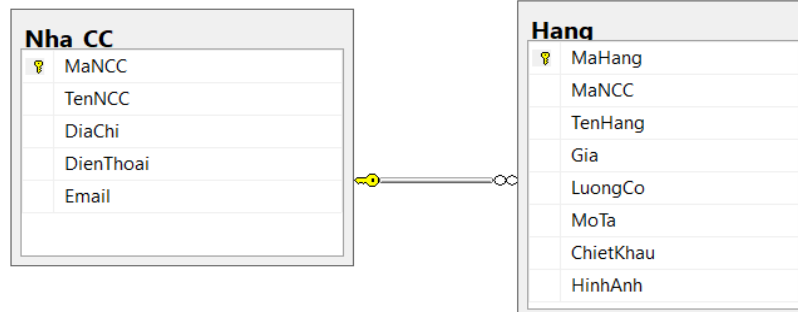 Nha_CC
MaNCC
TenNCC
DiaChi
DienThoai
Email
Hang
MaHang
MaNCC
TenHang
Gia
LuongCo
MoTa
ChietKhau
HinhAnh